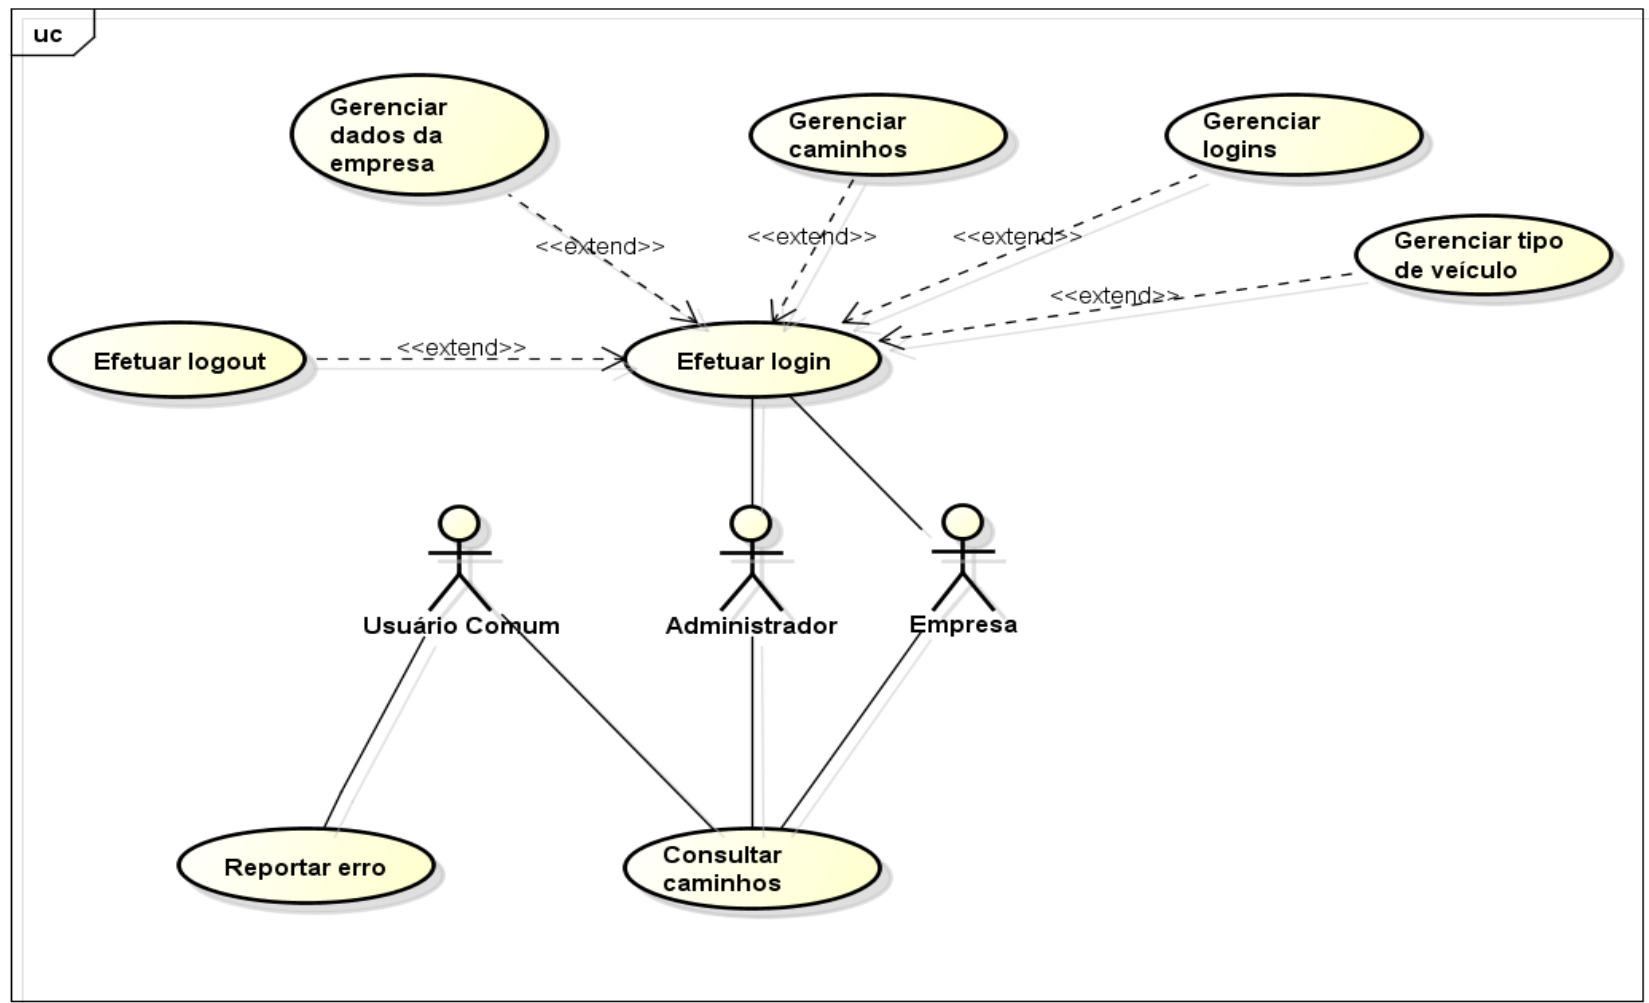 uc
Gerenciar
dados da
empresa
Gerenciar
caminhos
Gerenciar
logins
Gerenciar tipo
de veículo
<<extend>>
<<extend>>
<<extend>>
<<extend>>
Efetuar logout
<<extend>>
Efetuar login
Usuário Comum
Administrador
Empresa
Reportar erro
Consultar
caminhos